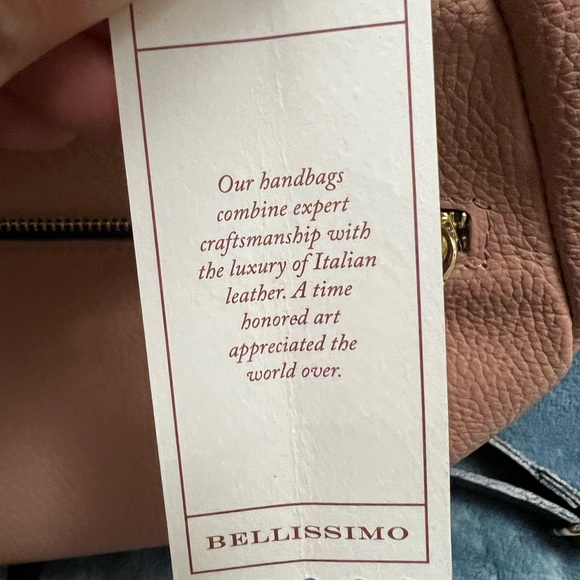 Our handbags
combine expert
craftsmanship with
the luxury of Italian
leather. A time
honored art
appreciated the
world over.
BELLISSIMO